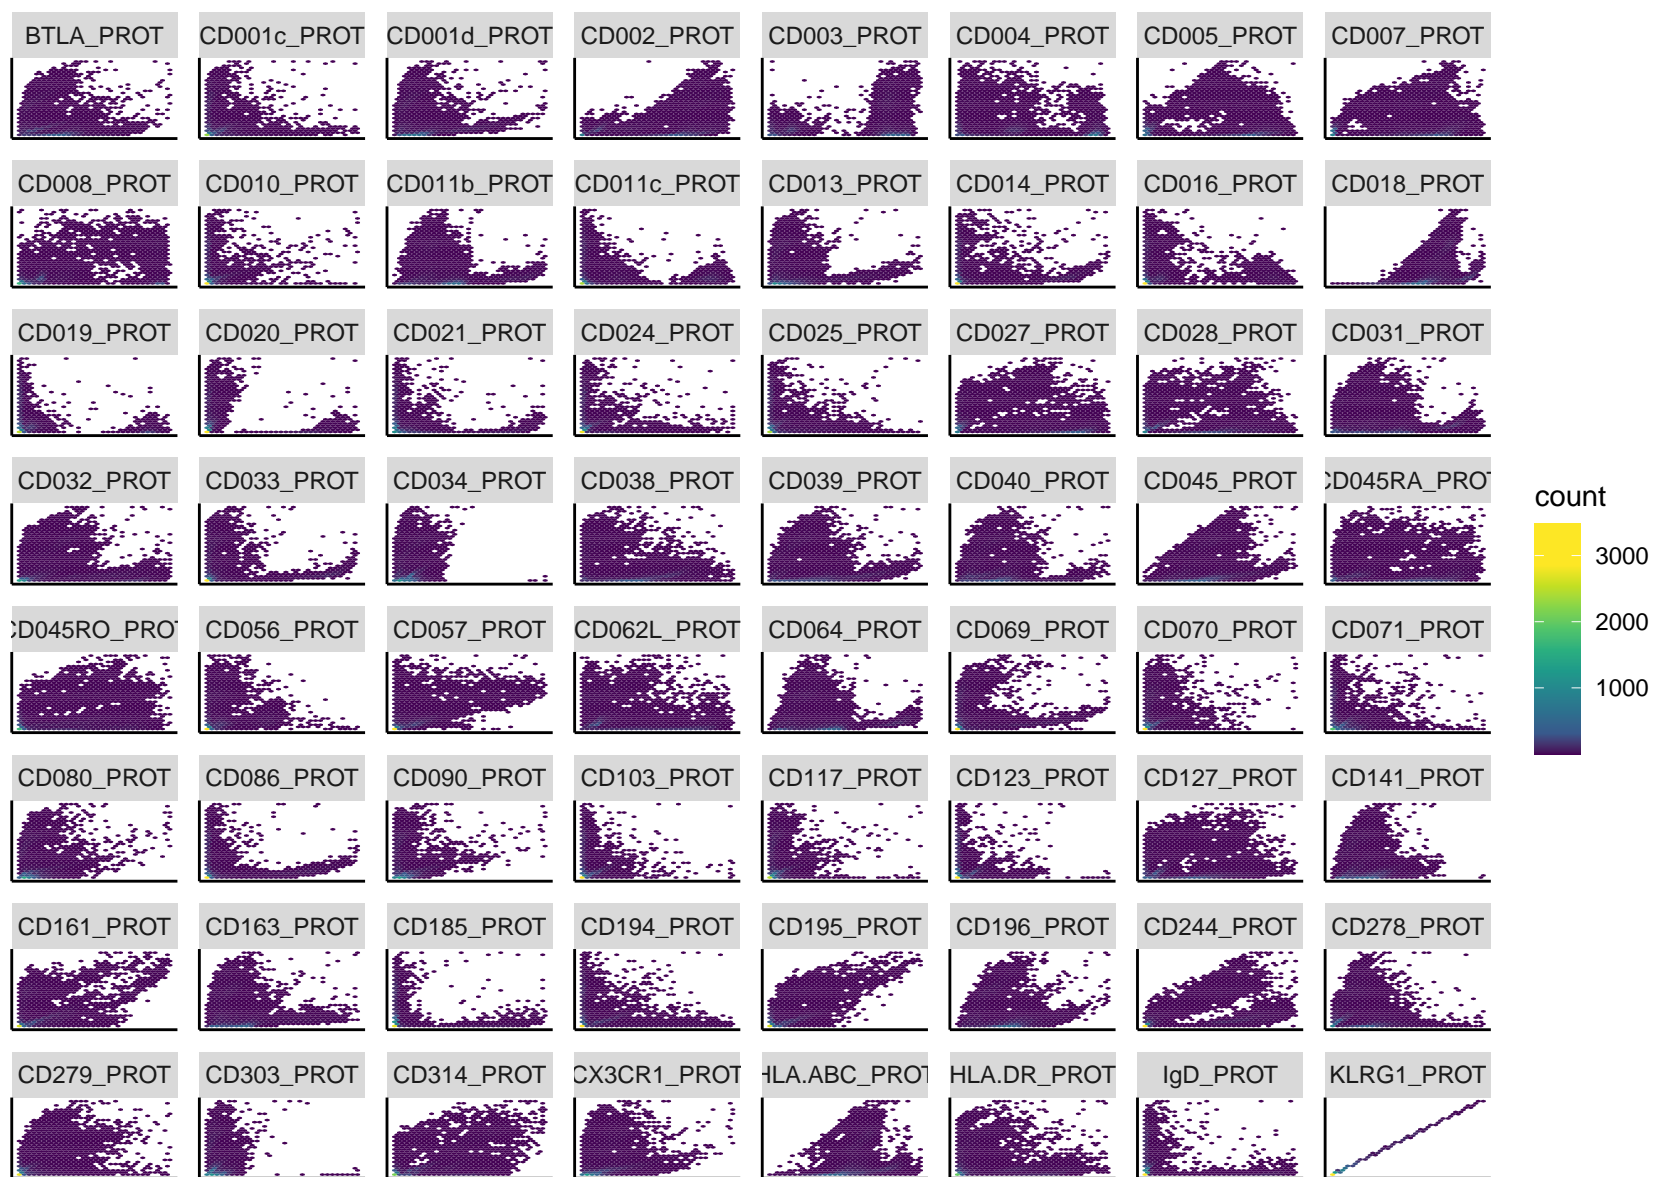 BTLA_PROT CD001c_PROT CD001d_PROT CD002_PROT CD003_PROT CD004_PROT CD005_PROT CD007_PROT
CD008_PROT CD010_PROT CD011b_PROT CD011c_PROT CD013_PROT CD014_PROT CD016_PROT CD018_PROT
CD019_PROT CD020_PROT CD021_PROT CD024_PROT CD025_PROT CD027_PROT CD028_PROT CD031_PROT
CD032_PROT CD033_PROT CD034_PROT CD038_PROT CD039_PROT CD040_PROT CD045_PROT CD045RA_PROT
count
3000
2000
1000
CD045RO_PROT CD056_PROT CD057_PROT CD062L_PROT CD064_PROT CD069_PROT CD070_PROT CD071_PROT
CD080_PROT CD086_PROT CD090_PROT CD103_PROT CD117_PROT CD123_PROT CD127_PROT CD141_PROT
CD161_PROT CD163_PROT CD185_PROT CD194_PROT CD195_PROT CD196_PROT CD244_PROT CD278_PROT
CD279_PROT CD303_PROT CD314_PROT CX3CR1_PROT HLA.ABC_PROT HLA.DR_PROT IgD_PROT KLRG1_PROT